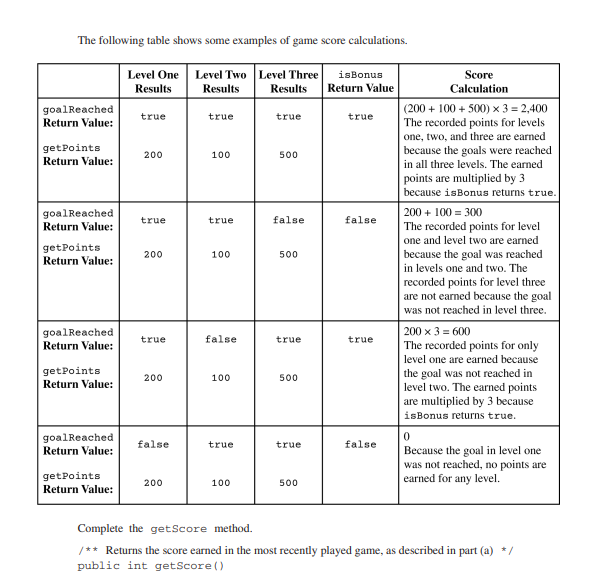 The following table shows some examples of game score calculations.
Level One Results
Level Two Results
Level Three Results
isBonus Return Value
Score Calculation
goalReached
Return Value:
true
true
true
true
getPoints
Return Value:
200
100
500
(200 + 100 + 500) × 3 = 2,400
The recorded points for levels
one, two, and three are earned
because the goals were reached
in all three levels. The earned
points are multiplied by 3
because isBonus returns true.
goalReached
Return Value:
true
true
false
false
getPoints
Return Value:
200
100
500
200 + 100 = 300
The recorded points for level
one and level two are earned
because the goal was reached
in levels one and two. The
recorded points for level three
are not earned because the goal
was not reached in level three.
goalReached
Return Value:
true
false
true
true
getPoints
Return Value:
200
100
500
200 × 3 = 600
The recorded points for only
level one are earned because
the goal was not reached in
level two. The earned points
are multiplied by 3 because
isBonus returns true.
goalReached
Return Value:
false
true
true
false
getPoints
Return Value:
200
100
500
0
Because the goal in level one
was not reached, no points are
earned for any level.
Complete the getScore method.
/** Returns the score earned in the most recently played game, as described in part (a) */
public int getScore()